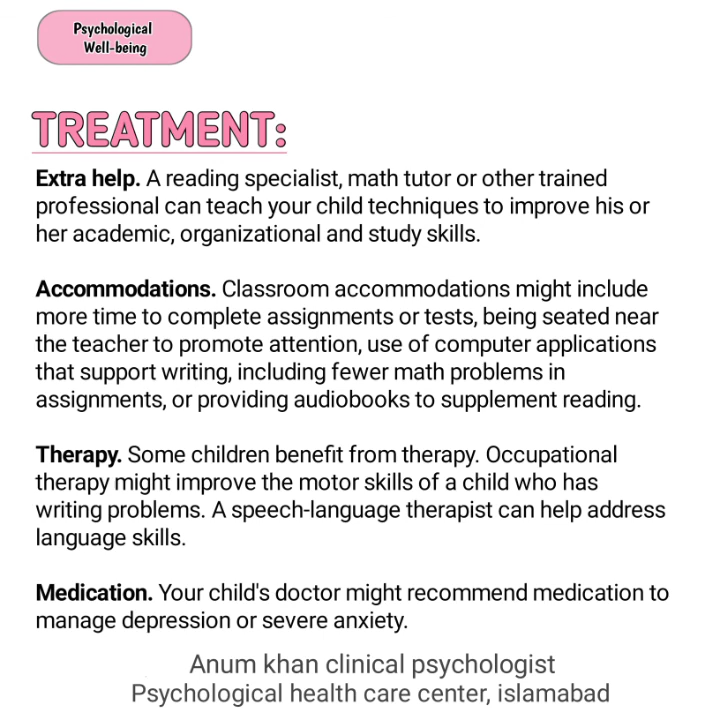 Psychological
Well-being
TREATMENT:
Extra help. A reading specialist, math tutor or other trained
professional can teach your child techniques to improve his or
her academic, organizational and study skills.
Accommodations. Classroom accommodations might include
more time to complete assignments or tests, being seated near
the teacher to promote attention, use of computer applications
that support writing, including fewer math problems in
assignments, or providing audiobooks to supplement reading.
Therapy. Some children benefit from therapy. Occupational
therapy might improve the motor skills of a child who has
writing problems. A speech-language therapist can help address
language skills.
Medication. Your child's doctor might recommend medication to
manage depression or severe anxiety.
Anum khan clinical psychologist
Psychological health care center, islamabad